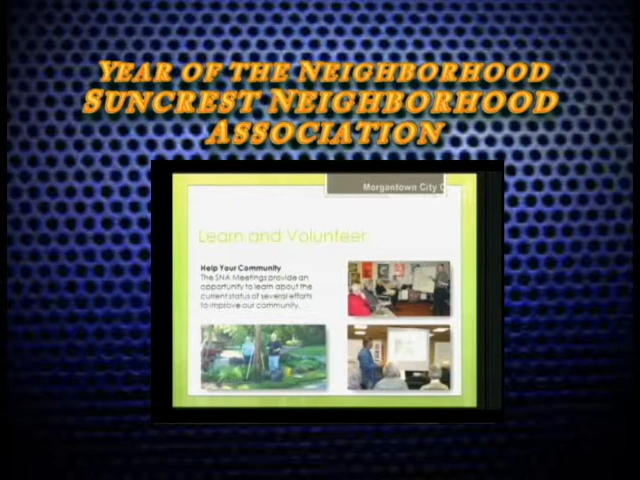 Year of the Neighborhood
Suncrest Neighborhood
Association
Morgantown City C
Learn and Volunteer
Help Your Community
The SNA Meetings provide an
opportunity to learn about the
current status of several efforts
to improve our community.